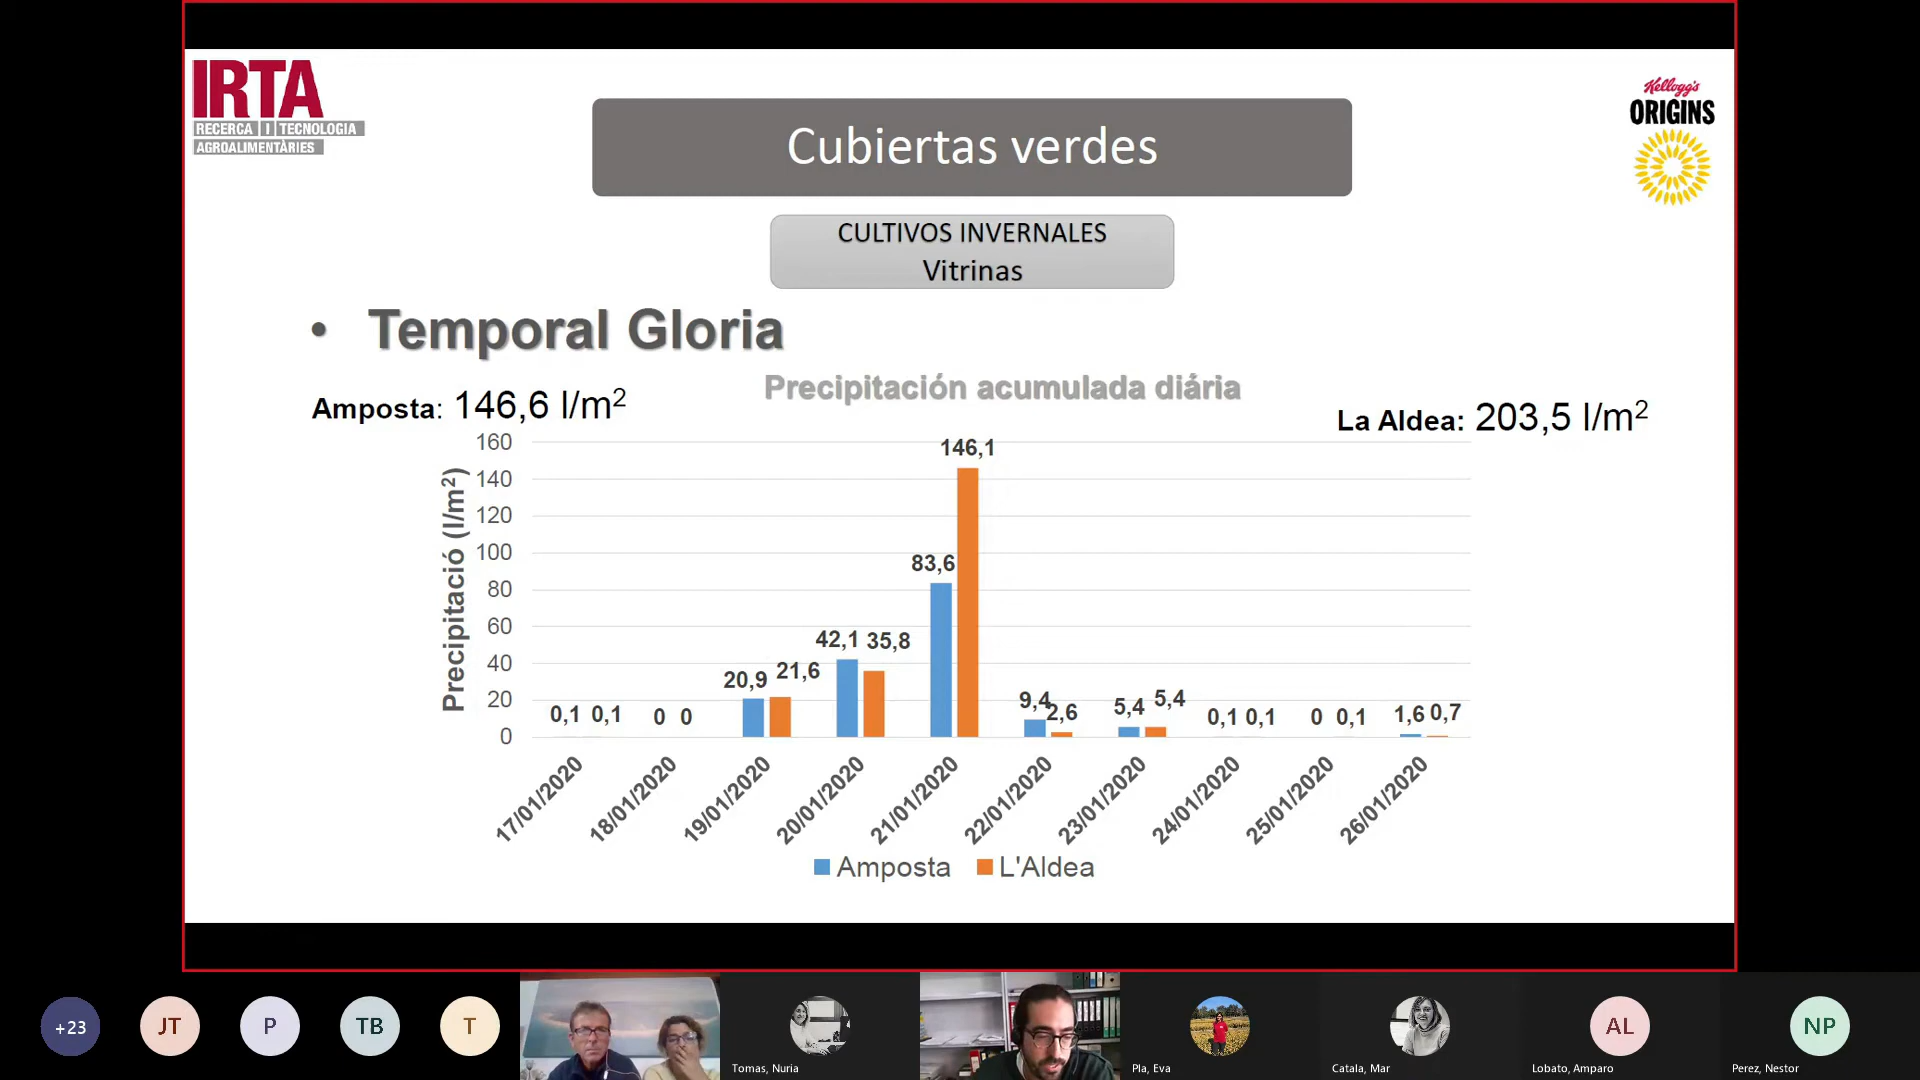 IRTA
RECERCA I TECNOLOGIA
AGROALIMENTÀRIES
Kellogg's
ORIGINS
Cubiertas verdes
CULTIVOS INVERNALES
Vitrinas
• Temporal Gloria
Amposta: 146,6 l/m²
Precipitación acumulada diária
La Aldea: 203,5 l/m²
Precipitació (l/m²)
160
140
120
100
80
60
40
20
0
0,1 0,1
0 0
20,9 21,6
42,1 35,8
83,6 146,1
9,4 2,6
5,4 5,4
0,1 0,1
0 0,1
1,6 0,7
17/01/2020
18/01/2020
19/01/2020
20/01/2020
21/01/2020
22/01/2020
23/01/2020
24/01/2020
25/01/2020
26/01/2020
Amposta L'Aldea
+23
JT
P
TB
T
Tomas, Nuria
Pla, Eva
Catala, Mar
AL
Lobato, Amparo
NP
Perez, Nestor